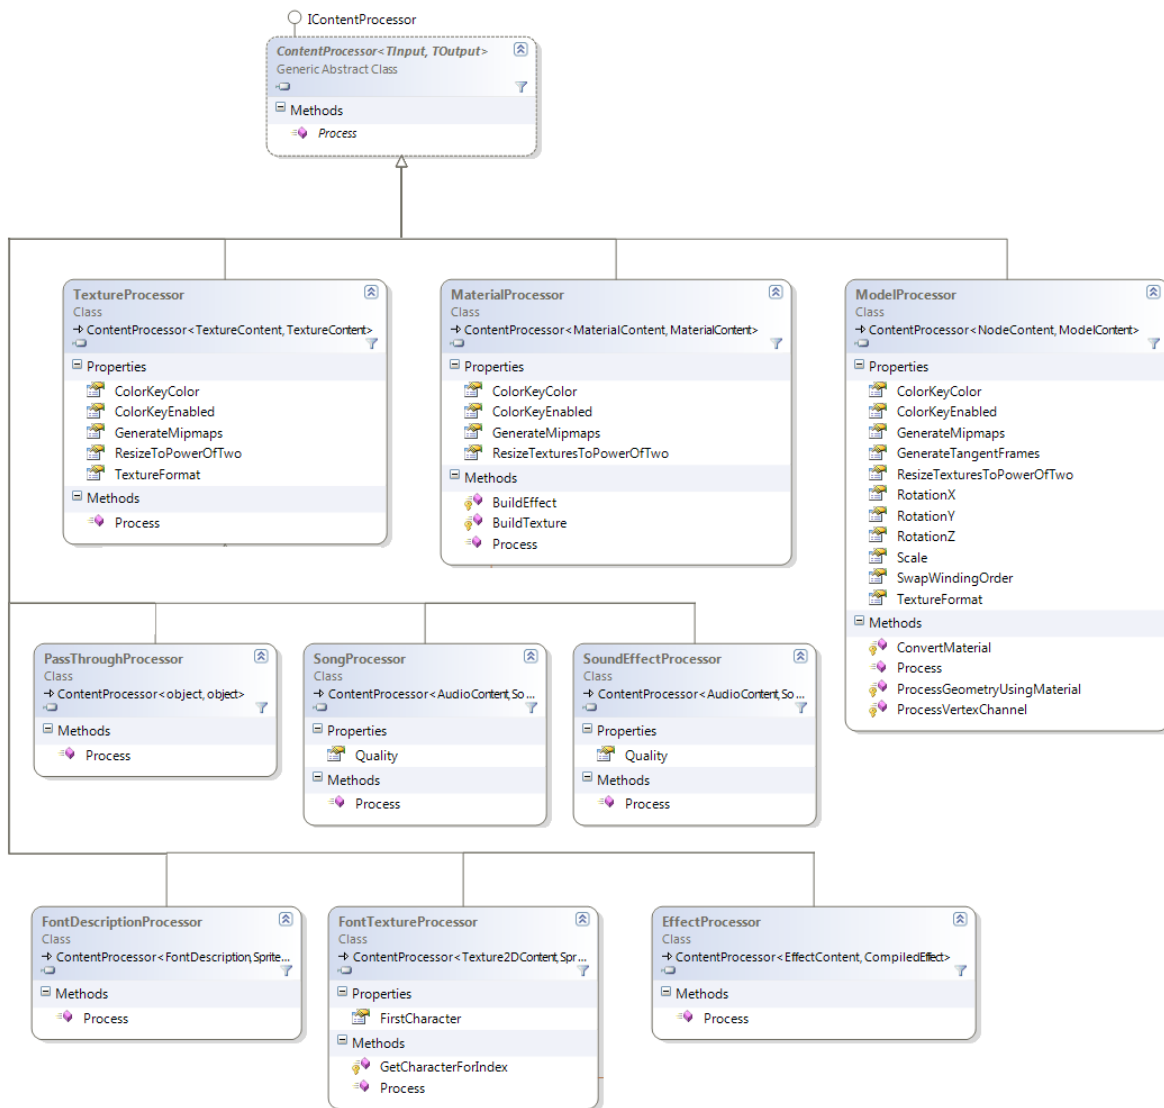 IContentProcessor
ContentProcessor<TInput, TOutput>
Generic Abstract Class
Methods
Process
TextureProcessor
Class
ContentProcessor<TextureContent, TextureContent>
Properties
ColorKeyColor
ColorKeyEnabled
GenerateMipmaps
ResizeToPowerOfTwo
TextureFormat
Methods
Process
MaterialProcessor
Class
ContentProcessor<MaterialContent, MaterialContent>
Properties
ColorKeyColor
ColorKeyEnabled
GenerateMipmaps
ResizeTexturesToPowerOfTwo
Methods
BuildEffect
BuildTexture
Process
ModelProcessor
Class
ContentProcessor<NodeContent, ModelContent>
Properties
ColorKeyColor
ColorKeyEnabled
GenerateMipmaps
GenerateTangentFrames
ResizeTexturesToPowerOfTwo
RotationX
RotationY
RotationZ
Scale
SwapWindingOrder
TextureFormat
Methods
ConvertMaterial
Process
ProcessGeometryUsingMaterial
ProcessVertexChannel
PassThroughProcessor
Class
ContentProcessor<object, object>
Methods
Process
SongProcessor
Class
ContentProcessor<AudioContent, So...
Properties
Quality
Methods
Process
SoundEffectProcessor
Class
ContentProcessor<AudioContent, So...
Properties
Quality
Methods
Process
FontDescriptionProcessor
Class
ContentProcessor<FontDescription, Sprite...
Methods
Process
FontTextureProcessor
Class
ContentProcessor<Texture2DContent, Spr...
Properties
FirstCharacter
Methods
GetCharacterForIndex
Process
EffectProcessor
Class
ContentProcessor<EffectContent, CompiledEffect>
Methods
Process